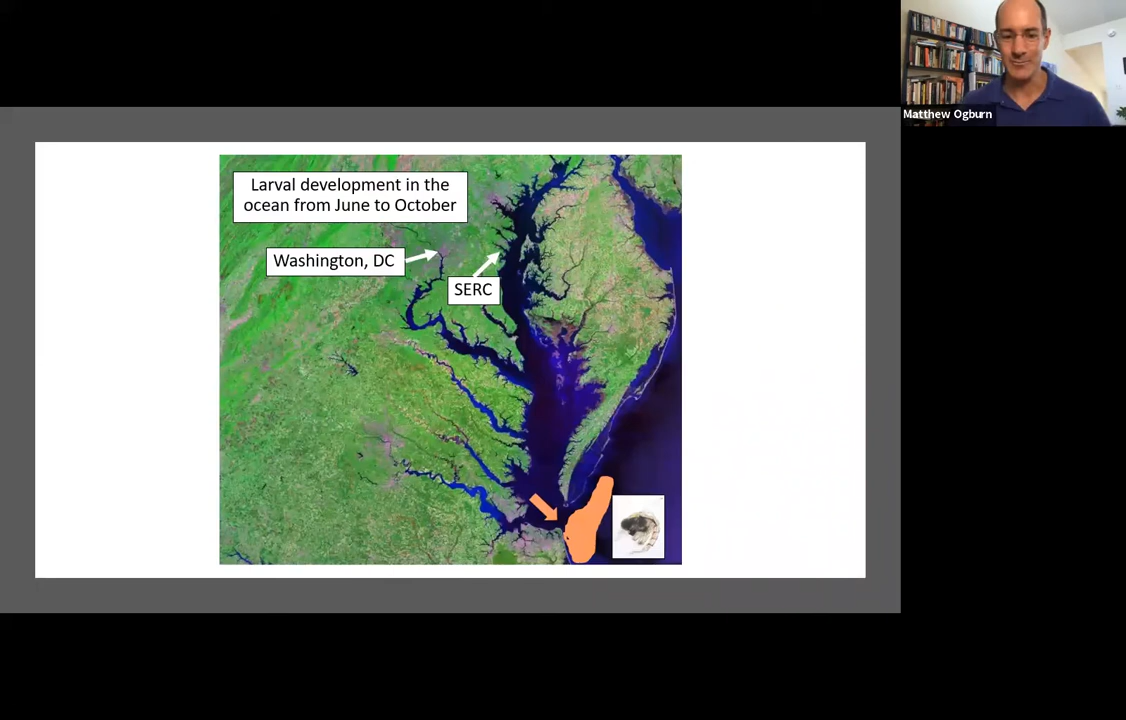 Matthew Ogburn
Larval development in the
ocean from June to October
Washington, DC
SERC